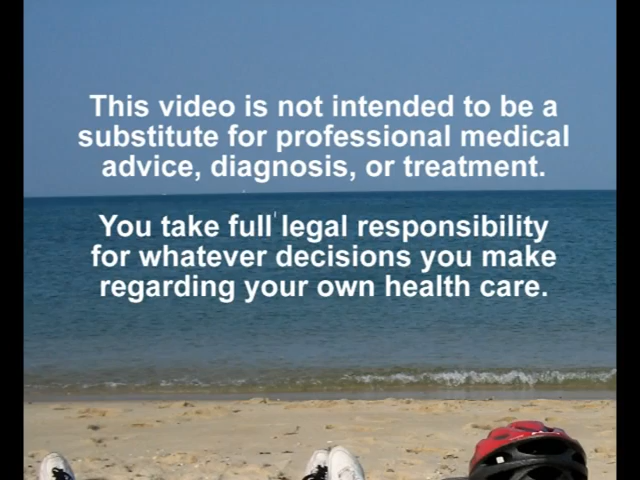 This video is not intended to be a
substitute for professional medical
advice, diagnosis, or treatment.
You take full legal responsibility
for whatever decisions you make
regarding your own health care.